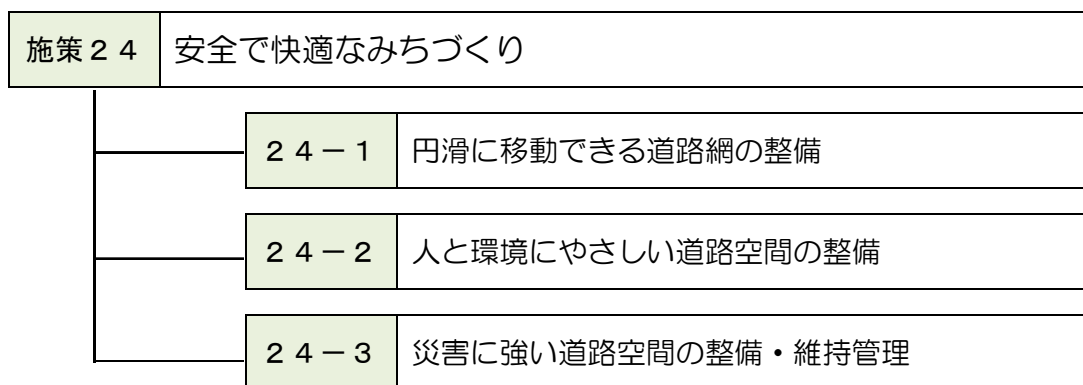 施策２４ 安全で快適なみちづくり
２４－１ 円滑に移動できる道路網の整備
２４－２ 人と環境にやさしい道路空間の整備
２４－３ 災害に強い道路空間の整備・維持管理